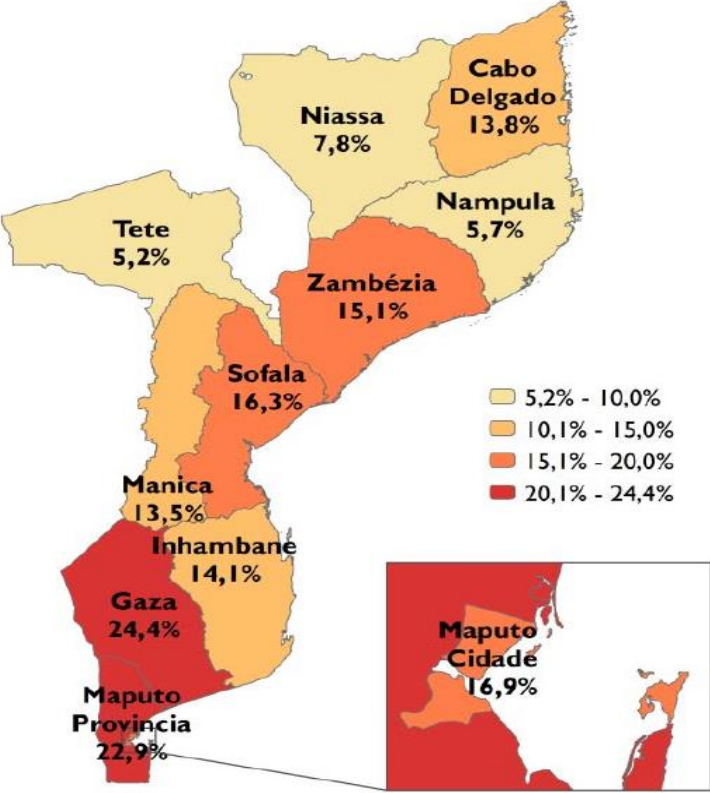 Cabo
Delgado
13,8%
Niassa
7,8%
Nampula
5,7%
Tete
5,2%
Zambézia
15,1%
Sofala
16,3%
5,2% - 10,0%
10,1% - 15,0%
15,1% - 20,0%
20,1% - 24,4%
Manica
13,5%
Inhambane
14,1%
Gaza
24,4%
Maputo
Cidade
16,9%
Maputo
Provincia
22,9%